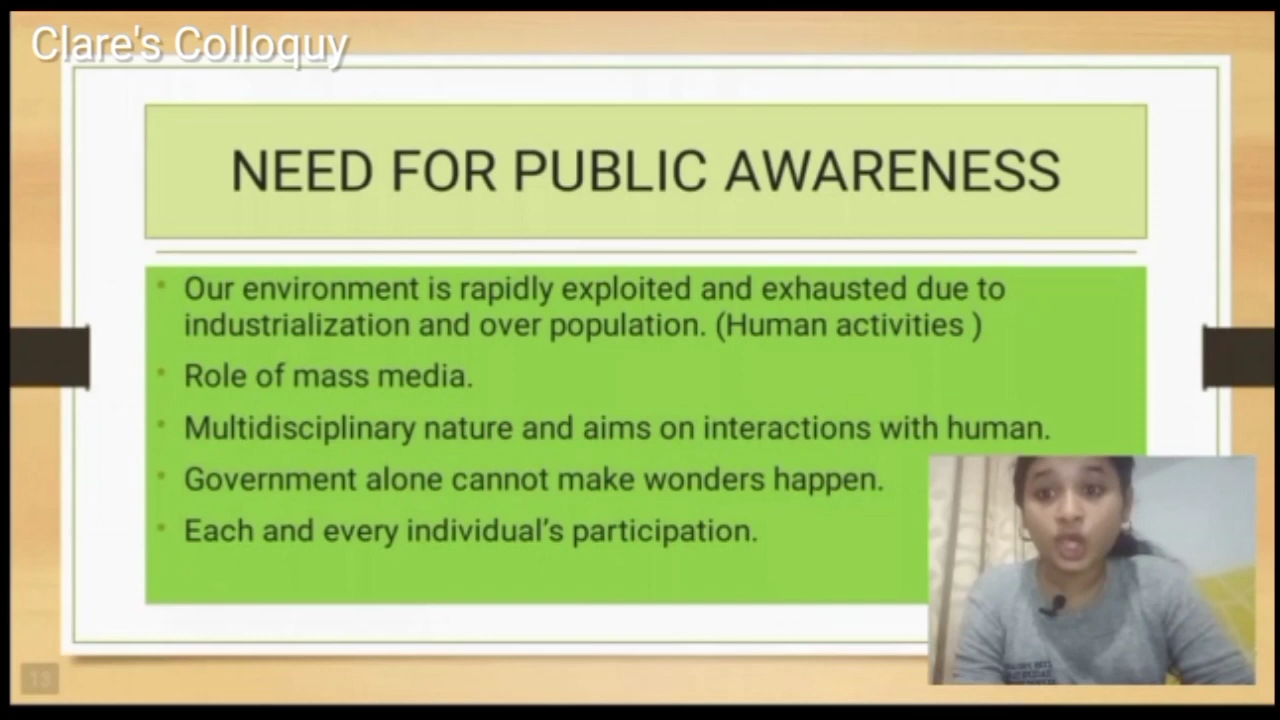 Clare's Colloquy
NEED FOR PUBLIC AWARENESS
Our environment is rapidly exploited and exhausted due to
industrialization and over population. (Human activities )
Role of mass media.
Multidisciplinary nature and aims on interactions with human.
Government alone cannot make wonders happen.
Each and every individual’s participation.
13